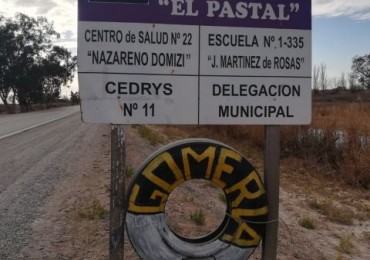 "EL PASTAL"
CENTRO DE SALUD Nº 22
"NAZARENO DOMIZI"
ESCUELA Nº.1-335
"J. MARTINEZ de ROSAS"
CEDRYS
Nº 11
DELEGACION
MUNICIPAL
GOMERIA